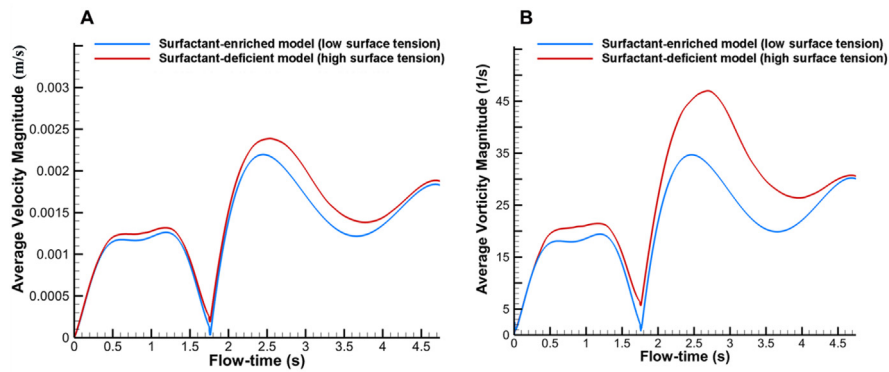 A
Surfactant-enriched model (low surface tension)
Surfactant-deficient model (high surface tension)
Average Velocity Magnitude (m/s)
0.003
0.0025
0.002
0.0015
0.001
0.0005
0
0 0.5 1 1.5 2 2.5 3 3.5 4 4.5
Flow-time (s)
B
Surfactant-enriched model (low surface tension)
Surfactant-deficient model (high surface tension)
Average Vorticity Magnitude (1/s)
45
35
25
15
5
0
0 0.5 1 1.5 2 2.5 3 3.5 4 4.5
Flow-time (s)